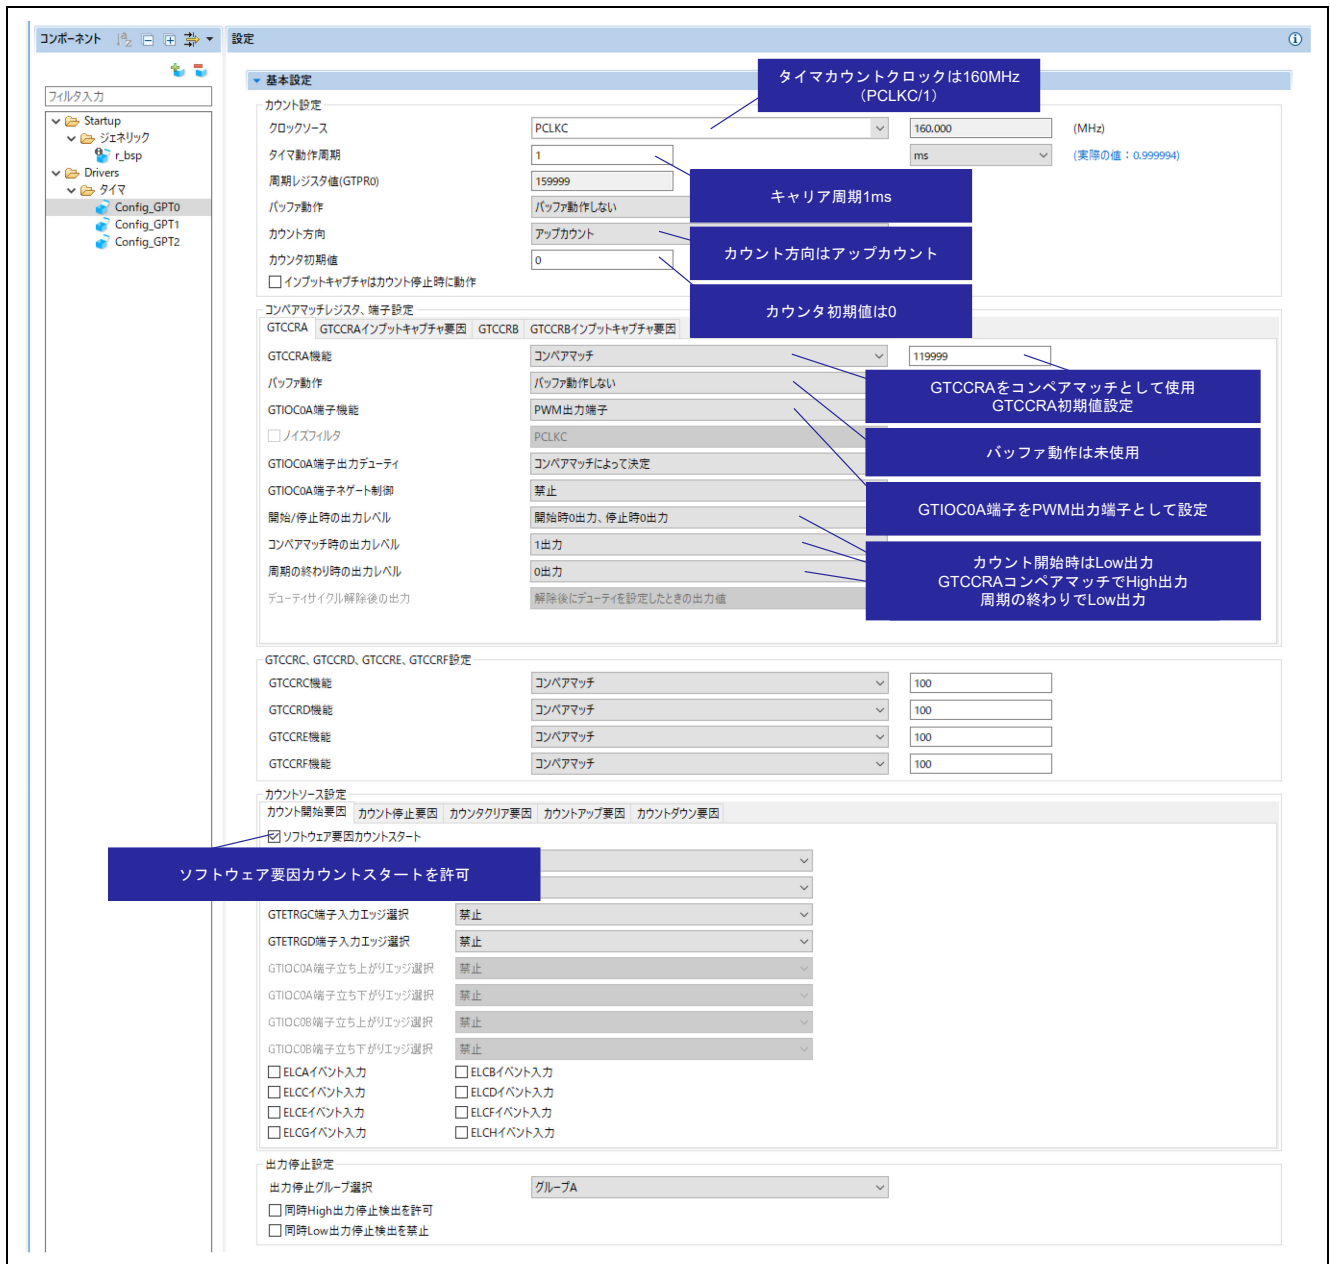 コンポーネント
設定
フィルタ入力
Startup
ジェネリック
r_bsp
Drivers
タイマ
Config_GPT0
Config_GPT1
Config_GPT2
基本設定
タイマカウントクロックは160MHz
（PCLKC/1）
カウント設定
クロックソース PCLKC 160.000 (MHz)
タイマ動作周期 1 ms (実際の値：0.999994)
周期レジスタ値(GTPR0) 159999
キャリア周期1ms
バッファ動作 バッファ動作しない
カウント方向 アップカウント
カウント方向はアップカウント
カウンタ初期値 0
インプットキャプチャはカウント停止時に動作
カウンタ初期値は0
コンペアマッチレジスタ、端子設定
GTCCRA GTCCRAインプットキャプチャ要因 GTCCRB GTCCRBインプットキャプチャ要因
GTCCRA機能 コンペアマッチ 119999
GTCCRAをコンペアマッチとして使用
GTCCRA初期値設定
バッファ動作 バッファ動作しない
GTIOC0A端子機能 PWM出力端子
ノイズフィルタ PCLKC
バッファ動作は未使用
GTIOC0A端子出力デューティ コンペアマッチによって決定
GTIOC0A端子ネゲート制御 禁止
GTIOC0A端子をPWM出力端子として設定
開始/停止時の出力レベル 開始時0出力、停止時0出力
コンペアマッチ時の出力レベル 1出力
周期の終わり時の出力レベル 0出力
カウント開始時はLow出力
GTCCRAコンペアマッチでHigh出力
周期の終わりでLow出力
デューティサイクル解除後の出力 解除後にデューティを設定したときの出力値
GTCCRC、GTCCRD、GTCCRE、GTCCRF設定
GTCCRC機能 コンペアマッチ 100
GTCCRD機能 コンペアマッチ 100
GTCCRE機能 コンペアマッチ 100
GTCCRF機能 コンペアマッチ 100
カウントソース設定
カウント開始要因 カウント停止要因 カウンタクリア要因 カウントアップ要因 カウントダウン要因
ソフトウェア要因カウントスタート
ソフトウェア要因カウントスタートを許可
GTETRGC端子入力エッジ選択 禁止
GTETRGD端子入力エッジ選択 禁止
GTIOC0A端子立ち上がりエッジ選択 禁止
GTIOC0A端子立ち下がりエッジ選択 禁止
GTIOC0B端子立ち上がりエッジ選択 禁止
GTIOC0B端子立ち下がりエッジ選択 禁止
ELCAイベント入力 ELCBイベント入力
ELCCイベント入力 ELCDイベント入力
ELCEイベント入力 ELCFイベント入力
ELCGイベント入力 ELCHイベント入力
出力停止設定
出力停止グループ選択 グループA
同時High出力停止検出を許可
同時Low出力停止検出を禁止